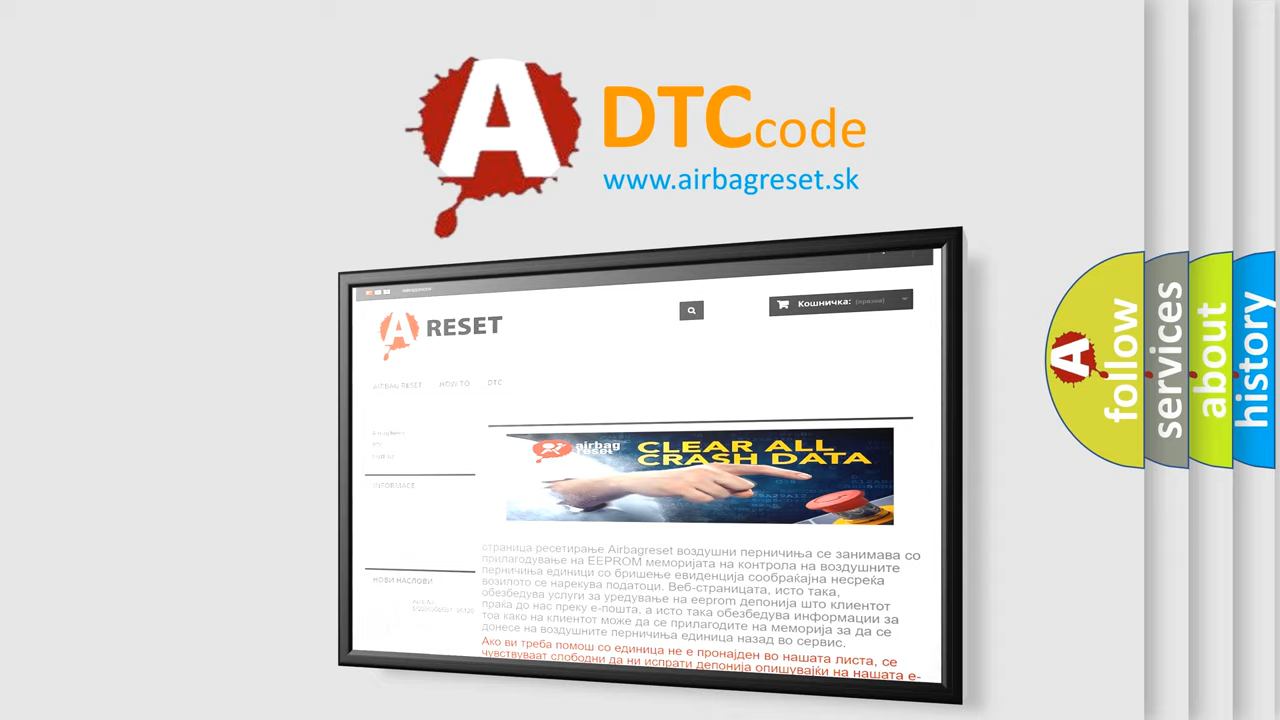 A DTC code
www.airbagreset.sk
A RESET
Кошничка: (празни)
AIRBAG RESET HOW TO DTC
DTC
INFORMACE
airbag reset CLEAR ALL
CRASH DATA
страница ресетирање Airbagreset воздушни перничиња се занимава со
прилагодување на EEPROM меморијата на контрола на воздушните
перничиња единици со бришење евиденција сообраќајна несреќа
возилото се нарекува податоци. Веб-страницата, исто така,
обезбедува услуги за уредување на eeprom депонија што клиентот
праќа до нас преку е-пошта, а исто така обезбедува информации за
тоа како на клиентот може да се прилагодите на меморија за да се
донесе на воздушните перничиња единица назад во сервис.
Ако ви треба помош со единица не е пронајден во нашата листа, се
чувствуваат слободни да ни испрати депонија опишувајќи на нашата е-
НОВИ НАСЛОВИ
A follow
services
about
history